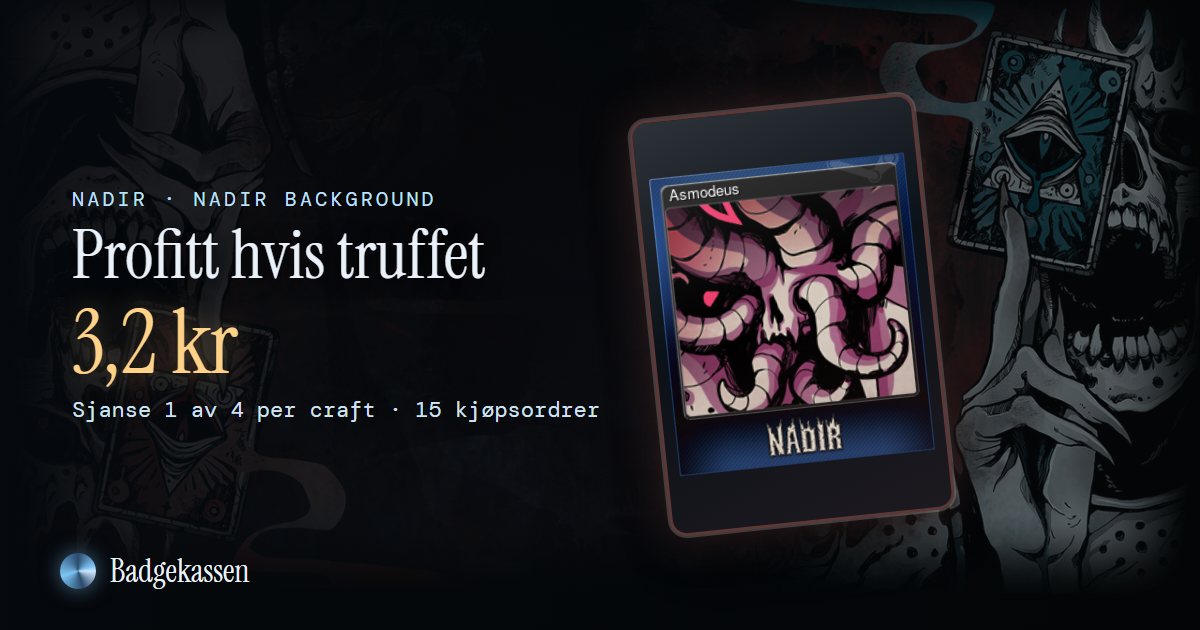 NADIR · NADIR BACKGROUND
Profitt hvis truffet
3,2 kr
Sjanse 1 av 4 per craft · 15 kjøpsordrer
Asmodeus
NADIR
Badgekassen